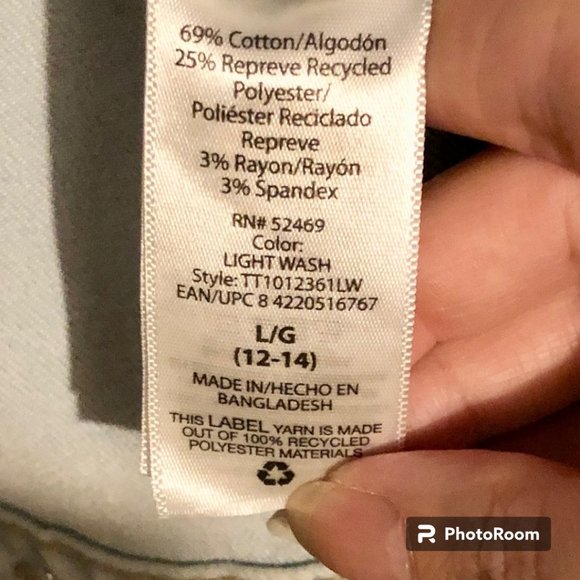 69% Cotton/Algodón
25% Repreve Recycled
Polyester/
Poliéster Reciclado
Repreve
3% Rayon/Rayón
3% Spandex
RN# 52469
Color:
LIGHT WASH
Style: TT1012361LW
EAN/UPC 8 4220516767
L/G
(12-14)
MADE IN/HECHO EN
BANGLADESH
THIS LABEL YARN IS MADE
OUT OF 100% RECYCLED
POLYESTER MATERIALS
PhotoRoom